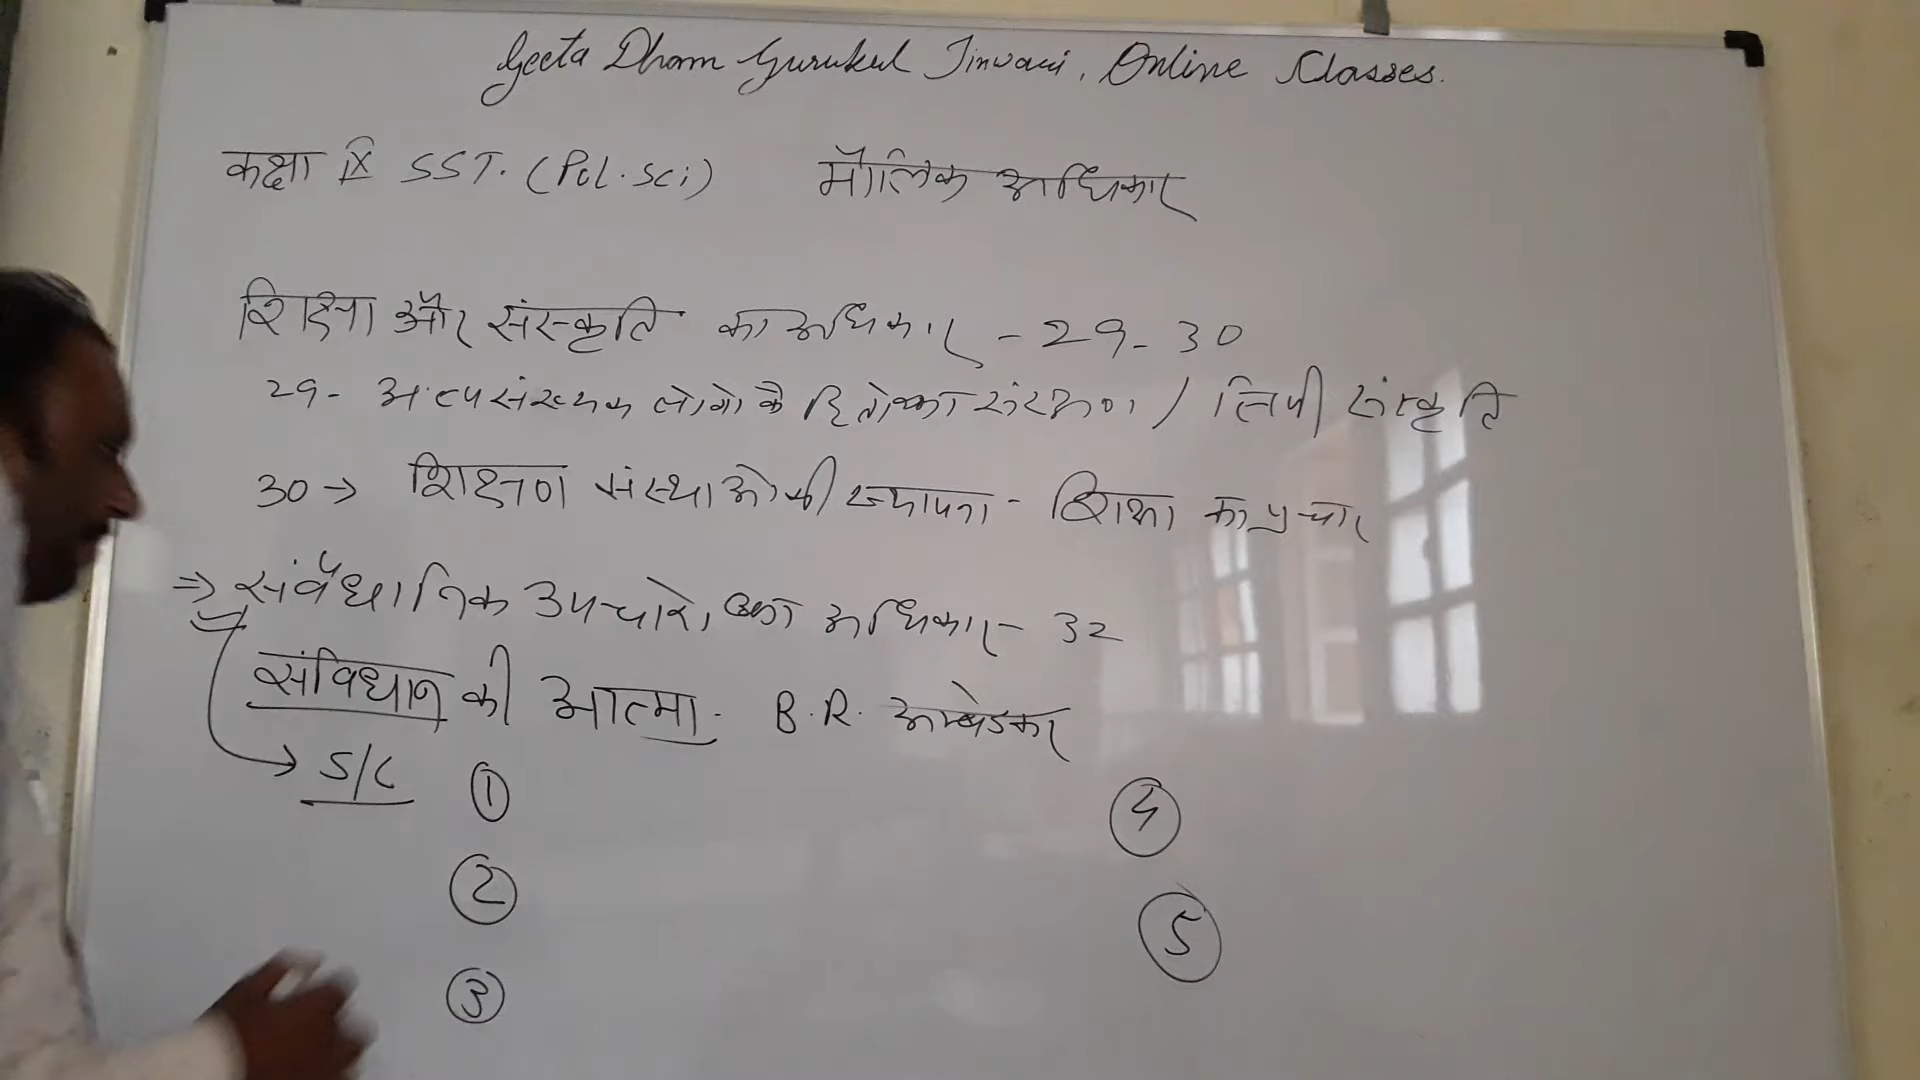 Geeta Dham Gurukul Jinwani, Online Classes.
कक्षा IX SST. (Pol. Sci) मौलिक अधिकार
शिक्षा और संस्कृति का अधिकार - 29 - 30
29 - अल्पसंख्यक लोगो के हितो का संरक्षण / लिपी संस्कृति
30 → शिक्षण संस्थाओ की स्थापना - शिक्षा का प्रचार
⇒ संवैधानिक उपचारो का अधिकार - 32
संविधान की आत्मा. B.R. अम्बेडकर
→ S/C ① ④
② ⑤
③